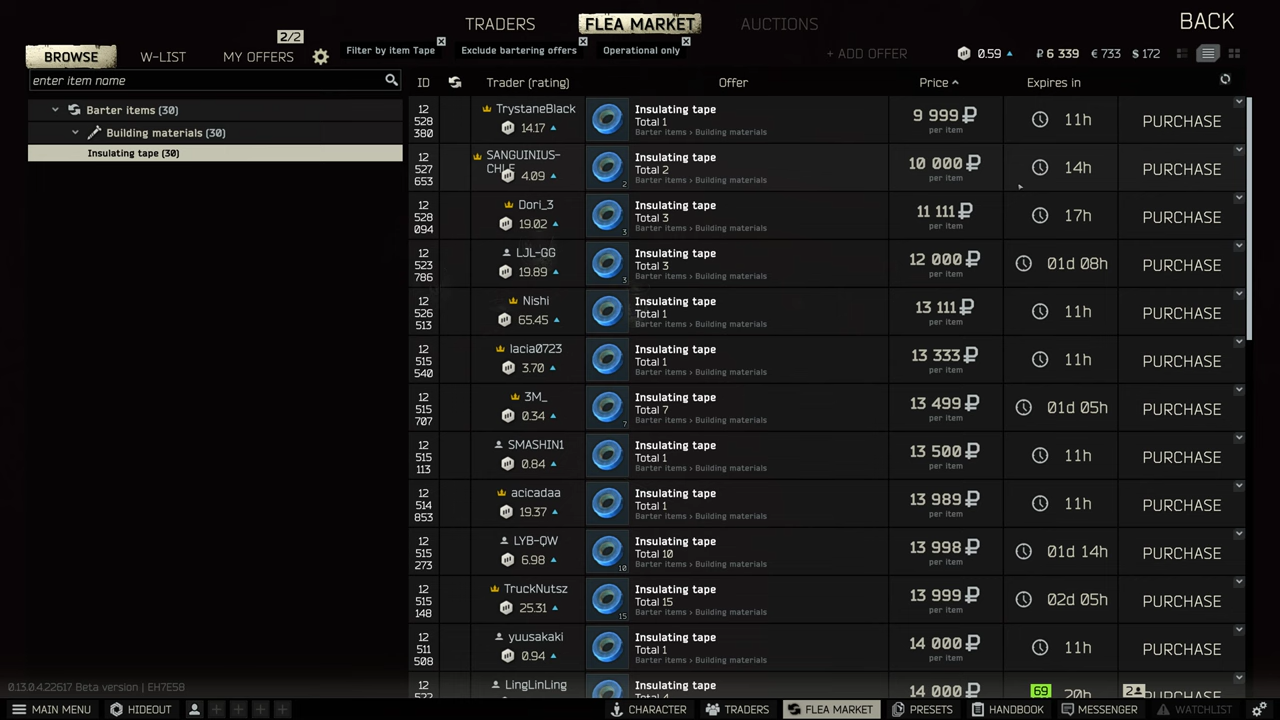 TRADERS FLEA MARKET AUCTIONS BACK
2/2
BROWSE W-LIST MY OFFERS Filter by item Tape Exclude bartering offers Operational only + ADD OFFER 0.59 ₽ 6 339 € 733 $ 172
enter item name
ID Trader (rating) Offer Price Expires in
Barter items (30)
Building materials (30)
Insulating tape (30)
12 528 380 TrystaneBlack 14.17 Insulating tape Total 1 Barter items › Building materials 9 999 ₽ per item 11h PURCHASE
12 527 653 SANGUINIUS-CHLE 4.09 2 Insulating tape Total 2 Barter items › Building materials 10 000 ₽ per item 14h PURCHASE
12 528 094 Dori_3 19.02 3 Insulating tape Total 3 Barter items › Building materials 11 111 ₽ per item 17h PURCHASE
12 523 786 LJL-GG 19.89 3 Insulating tape Total 3 Barter items › Building materials 12 000 ₽ per item 01d 08h PURCHASE
12 526 513 Nishi 65.45 Insulating tape Total 1 Barter items › Building materials 13 111 ₽ per item 11h PURCHASE
12 515 540 lacia0723 3.70 Insulating tape Total 1 Barter items › Building materials 13 333 ₽ per item 11h PURCHASE
12 515 707 3M_ 0.34 7 Insulating tape Total 7 Barter items › Building materials 13 499 ₽ per item 01d 05h PURCHASE
12 515 113 SMASHIN1 0.84 Insulating tape Total 1 Barter items › Building materials 13 500 ₽ per item 11h PURCHASE
12 514 853 acicadaa 19.37 Insulating tape Total 1 Barter items › Building materials 13 989 ₽ per item 11h PURCHASE
12 515 273 LYB-QW 6.98 10 Insulating tape Total 10 Barter items › Building materials 13 998 ₽ per item 01d 14h PURCHASE
12 515 148 TruckNutsz 25.31 15 Insulating tape Total 15 Barter items › Building materials 13 999 ₽ per item 02d 05h PURCHASE
12 511 508 yuusakaki 0.94 Insulating tape Total 1 Barter items › Building materials 14 000 ₽ per item 11h PURCHASE
12 LingLinLing Insulating tape 14 000 ₽ 69 20h 2 PURCHASE
0.13.0.4.22617 Beta version | EH7E58
MAIN MENU HIDEOUT CHARACTER TRADERS FLEA MARKET PRESETS HANDBOOK MESSENGER WATCHLIST